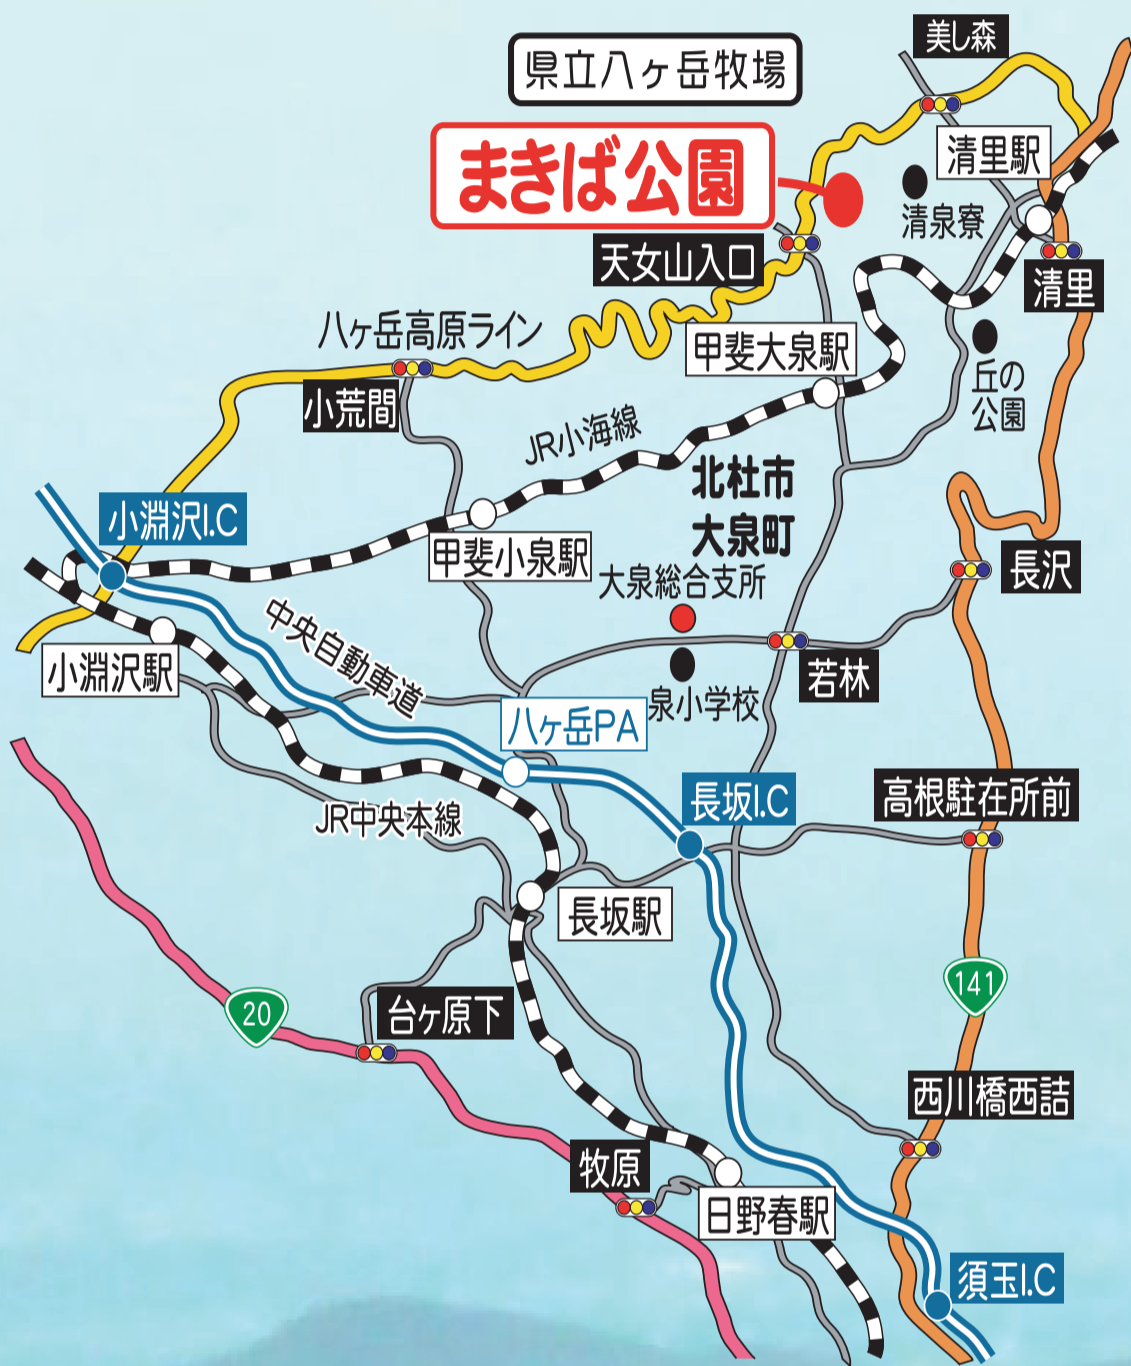 美し森
県立八ヶ岳牧場
まきば公園
清里駅
清泉寮
天女山入口
清里
八ヶ岳高原ライン
甲斐大泉駅
丘の
公園
小荒間
JR小海線
北杜市
大泉町
小淵沢I.C
甲斐小泉駅
長沢
大泉総合支所
中央自動車道
小淵沢駅
若林
泉小学校
八ヶ岳PA
長坂I.C
高根駐在所前
JR中央本線
長坂駅
141
20
台ヶ原下
西川橋西詰
牧原
日野春駅
須玉I.C